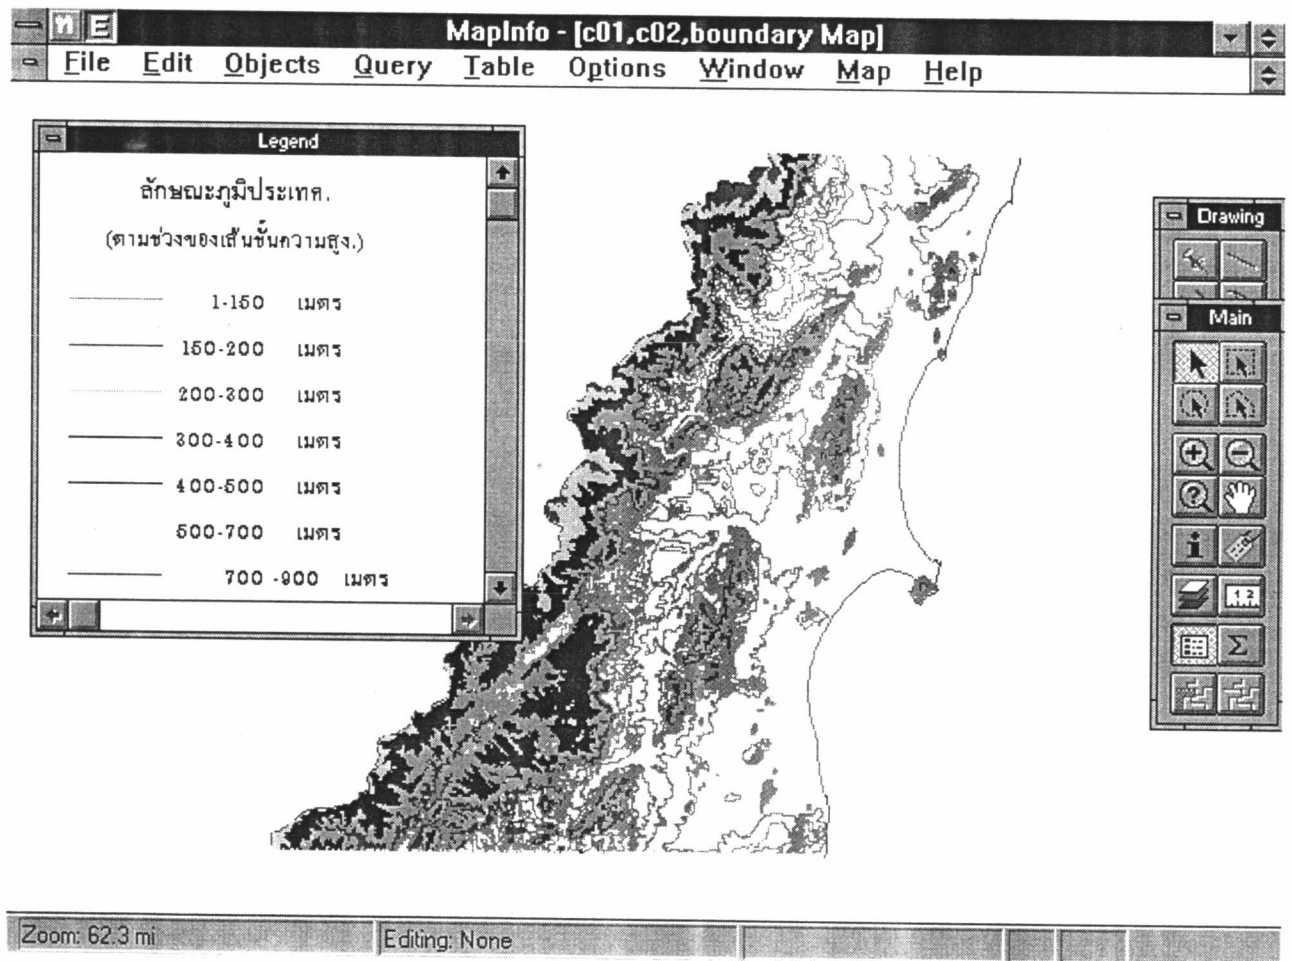 ท E MapInfo - [c01,c02,boundary Map]
File Edit Objects Query Table Options Window Map Help
Legend
ลักษณะภูมิประเทศ.
(ตามช่วงของเส้นชั้นความสูง.)
1-150 เมตร
150-200 เมตร
200-300 เมตร
300-400 เมตร
400-500 เมตร
500-700 เมตร
700 -900 เมตร
Drawing
Main
1 2
Σ
Zoom: 62.3 mi
Editing: None